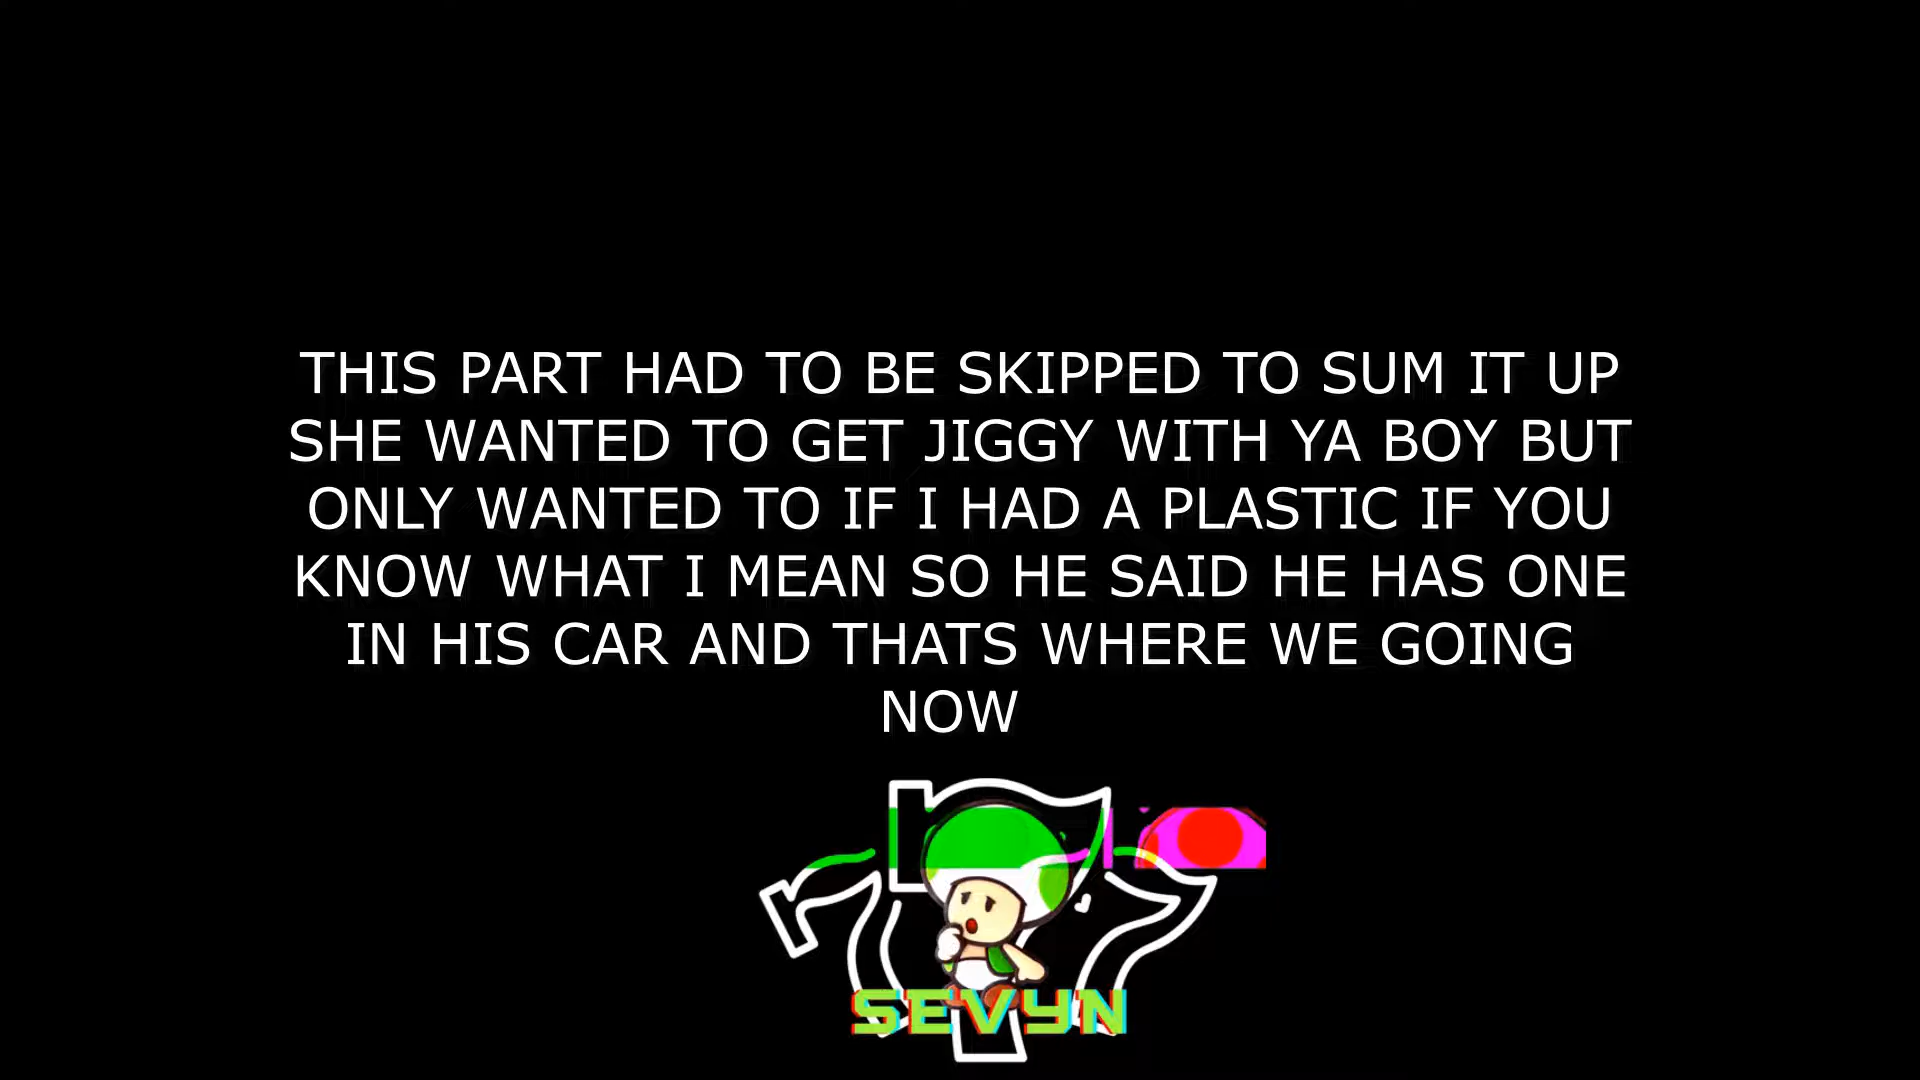 THIS PART HAD TO BE SKIPPED TO SUM IT UP
SHE WANTED TO GET JIGGY WITH YA BOY BUT
ONLY WANTED TO IF I HAD A PLASTIC IF YOU
KNOW WHAT I MEAN SO HE SAID HE HAS ONE
IN HIS CAR AND THATS WHERE WE GOING
NOW
SEVYN